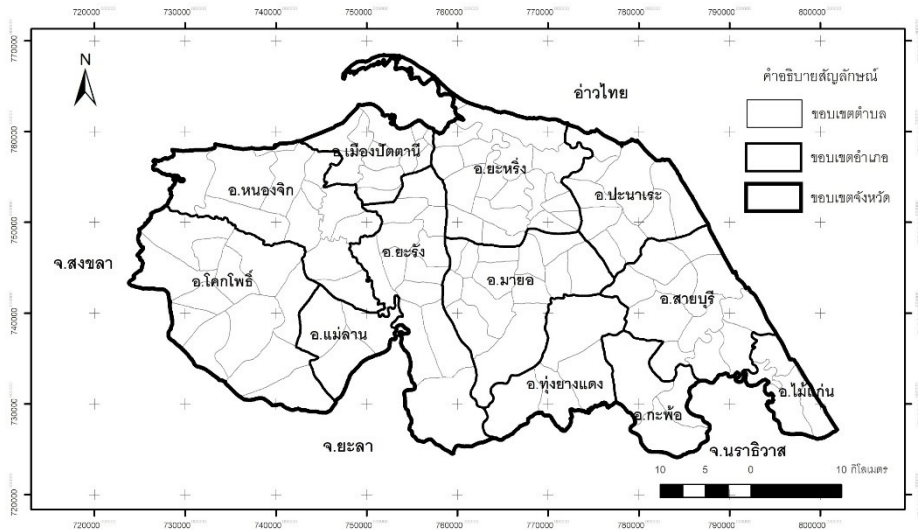 720000 730000 740000 750000 760000 770000 780000 790000 800000
770000
760000
750000
740000
730000
720000
N
อ่าวไทย
คำอธิบายสัญลักษณ์
ขอบเขตตำบล
ขอบเขตอำเภอ
ขอบเขตจังหวัด
อ.เมืองปัตตานี
อ.ยะหริ่ง
อ.หนองจิก
อ.ปะนาเระ
จ.สงขลา
อ.ยะรัง
อ.โคกโพธิ์
อ.มายอ
อ.สายบุรี
อ.แม่ลาน
อ.ทุ่งยางแดง
อ.ไม้แก่น
อ.กะพ้อ
จ.ยะลา
จ.นราธิวาส
10 5 0 10 กิโลเมตร
770000
760000
750000
740000
730000
720000
720000 730000 740000 750000 760000 770000 780000 790000 800000